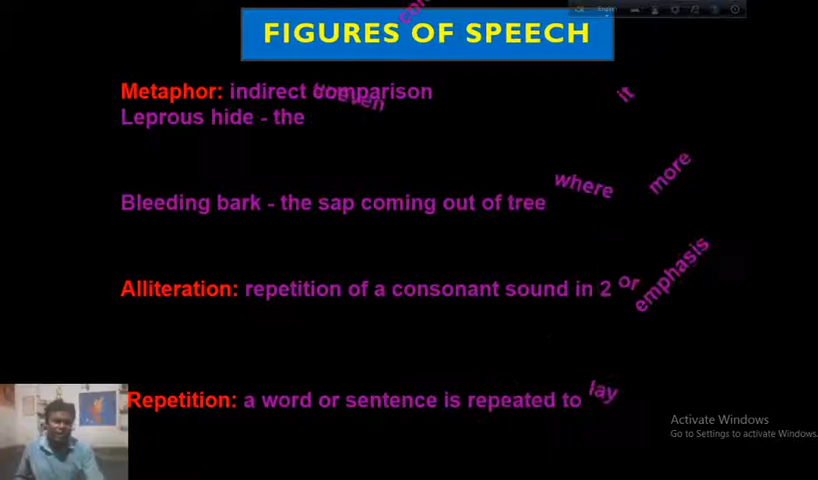 FIGURES OF SPEECH
Metaphor: indirect comparison
it
Leprous hide - the
where
more
Bleeding bark - the sap coming out of tree
Alliteration: repetition of a consonant sound in 2 or
emphasis
Repetition: a word or sentence is repeated to lay
Activate Windows
Go to Settings to activate Windows.